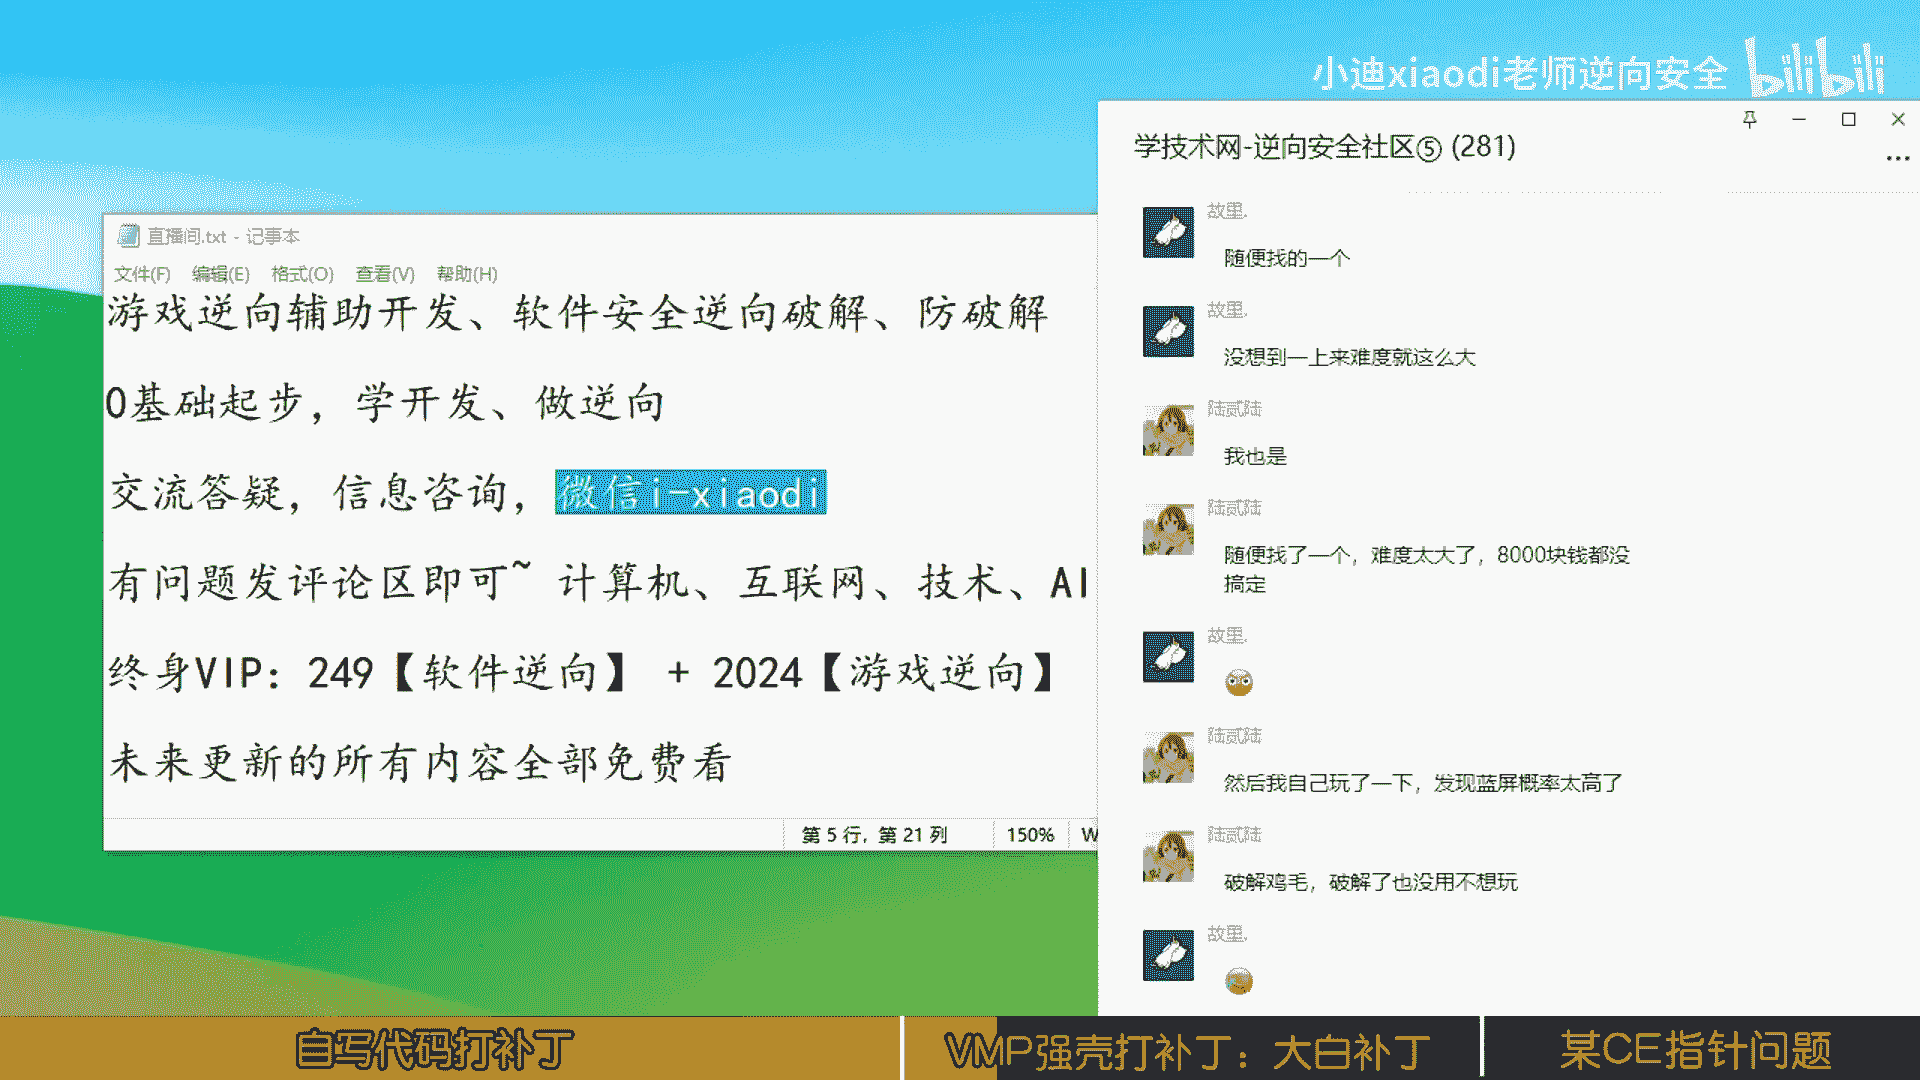 小迪xiaodi老师逆向安全 bilibili
学技术网-逆向安全社区⑤ (281)
直播间.txt - 记事本
文件(F) 编辑(E) 格式(O) 查看(V) 帮助(H)
游戏逆向辅助开发、软件安全逆向破解、防破解
0基础起步，学开发、做逆向
交流答疑，信息咨询，微信i-xiaodi
有问题发评论区即可~ 计算机、互联网、技术、AI
终身VIP：249【软件逆向】 + 2024【游戏逆向】
未来更新的所有内容全部免费看
第 5 行，第 21 列 150% W
故里.
随便找的一个
故里.
没想到一上来难度就这么大
陆贰陆
我也是
陆贰陆
随便找了一个，难度太大了，8000块钱都没
搞定
故里.
陆贰陆
然后我自己玩了一下，发现蓝屏概率太高了
陆贰陆
破解鸡毛，破解了也没用不想玩
故里.
自写代码打补丁
VMP强壳打补丁：大白补丁
某CE指针问题